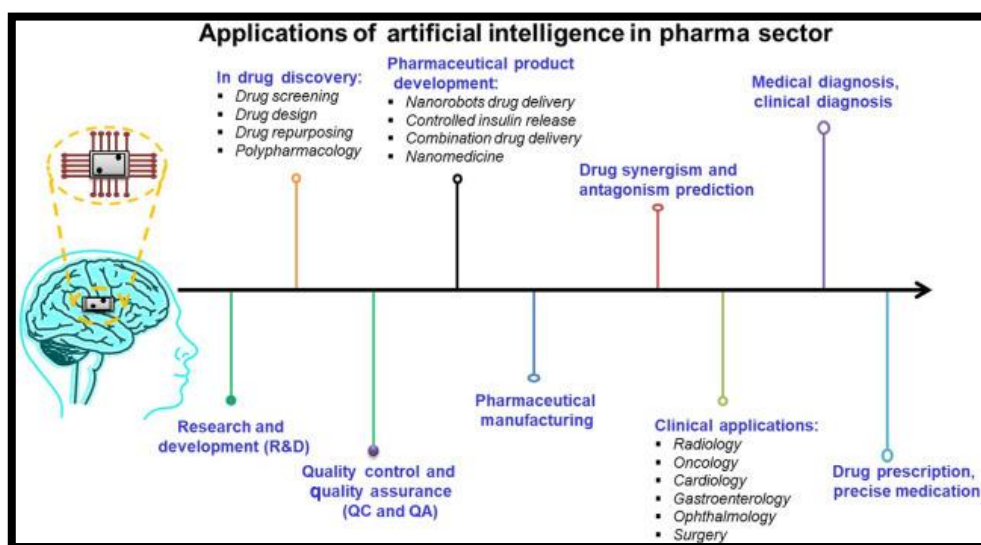 Applications of artificial intelligence in pharma sector
In drug discovery:
▪ Drug screening
▪ Drug design
▪ Drug repurposing
▪ Polypharmacology
Pharmaceutical product
development:
▪ Nanorobots drug delivery
▪ Controlled insulin release
▪ Combination drug delivery
▪ Nanomedicine
Drug synergism and
antagonism prediction
Medical diagnosis,
clinical diagnosis
Research and
development (R&D)
Quality control and
quality assurance
(QC and QA)
Pharmaceutical
manufacturing
Clinical applications:
▪ Radiology
▪ Oncology
▪ Cardiology
▪ Gastroenterology
▪ Ophthalmology
▪ Surgery
Drug prescription,
precise medication